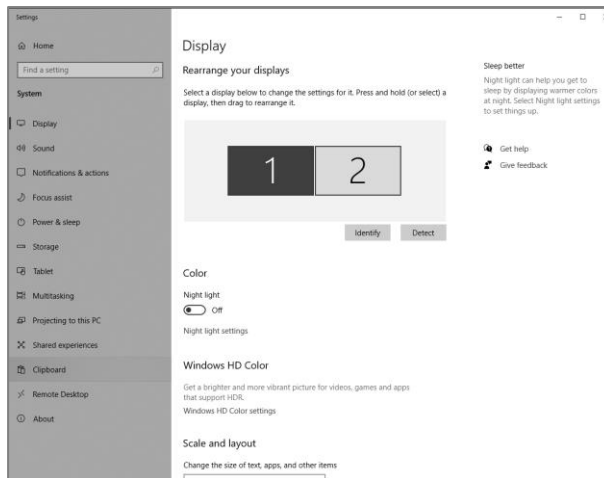 Settings
Home
Find a setting
System
Display
Sound
Notifications & actions
Focus assist
Power & sleep
Storage
Tablet
Multitasking
Projecting to this PC
Shared experiences
Clipboard
Remote Desktop
About
Display
Rearrange your displays
Select a display below to change the settings for it. Press and hold (or select) a
display, then drag to rearrange it.
1 2
Identify Detect
Color
Night light
Off
Night light settings
Windows HD Color
Get a brighter and more vibrant picture for videos, games and apps
that support HDR.
Windows HD Color settings
Scale and layout
Change the size of text, apps, and other items
Sleep better
Night light can help you get to
sleep by displaying warmer colors
at night. Select Night light settings
to set things up.
Get help
Give feedback